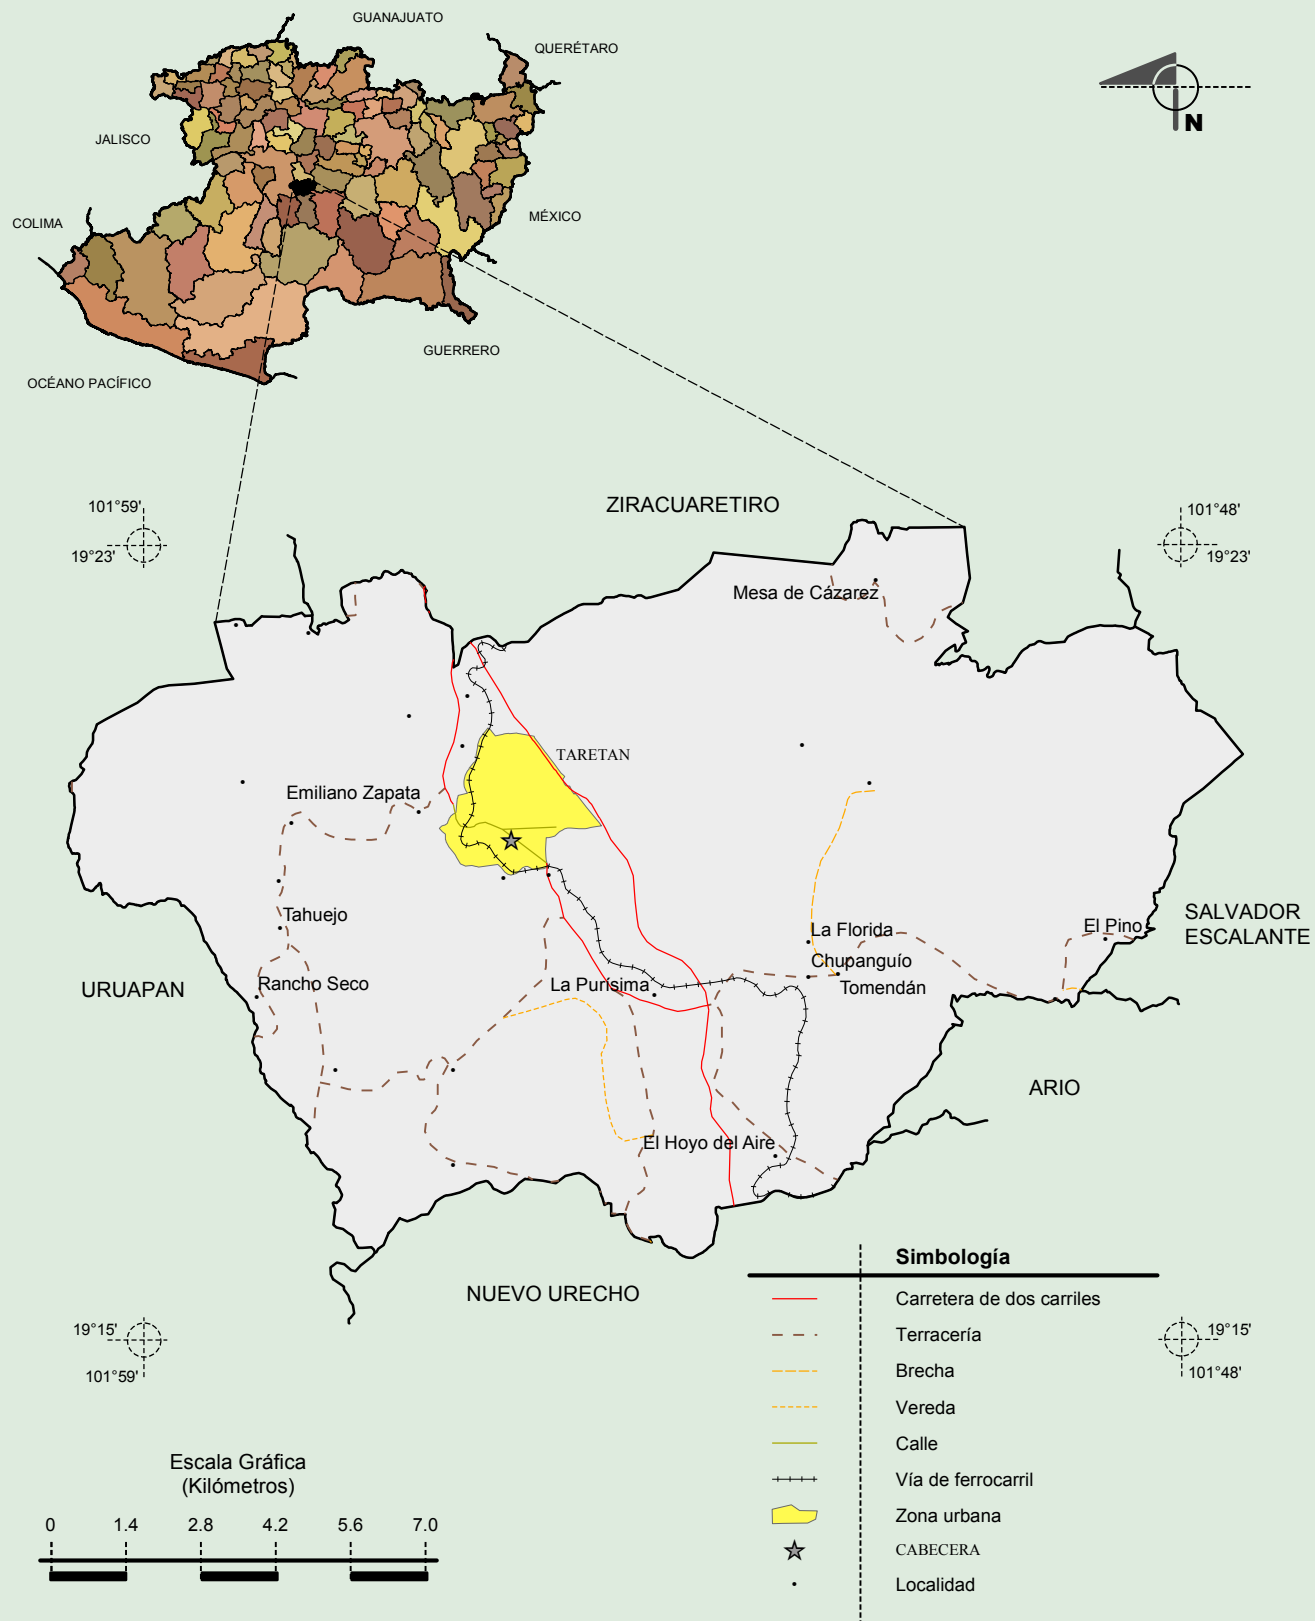 GUANAJUATO
QUERÉTARO
JALISCO
N
COLIMA
MÉXICO
GUERRERO
OCÉANO PACÍFICO
101°59'
19°23'
ZIRACUARETIRO
101°48'
19°23'
Mesa de Cázarez
TARETAN
Emiliano Zapata
Tahuejo
La Florida
El Pino
SALVADOR
ESCALANTE
Chupanguío
URUAPAN
Rancho Seco
La Purísima
Tomendán
ARIO
El Hoyo del Aire
NUEVO URECHO
19°15'
101°59'
19°15'
101°48'
Simbología
Carretera de dos carriles
Terracería
Brecha
Vereda
Calle
Vía de ferrocarril
Zona urbana
CABECERA
Localidad
Escala Gráfica
(Kilómetros)
0 1.4 2.8 4.2 5.6 7.0